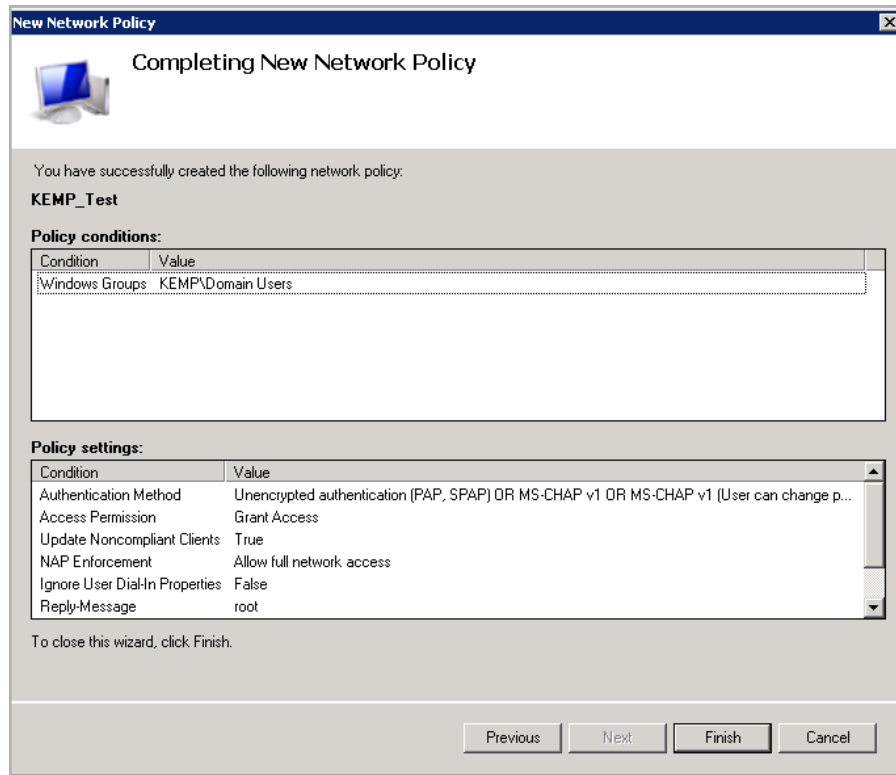 New Network Policy
Completing New Network Policy
You have successfully created the following network policy:
KEMP_Test
Policy conditions:
Condition Value
Windows Groups KEMP\Domain Users
Policy settings:
Condition Value
Authentication Method Unencrypted authentication (PAP, SPAP) OR MS-CHAP v1 OR MS-CHAP v1 (User can change p...
Access Permission Grant Access
Update Noncompliant Clients True
NAP Enforcement Allow full network access
Ignore User Dial-In Properties False
Reply-Message root
To close this wizard, click Finish.
Previous Next Finish Cancel